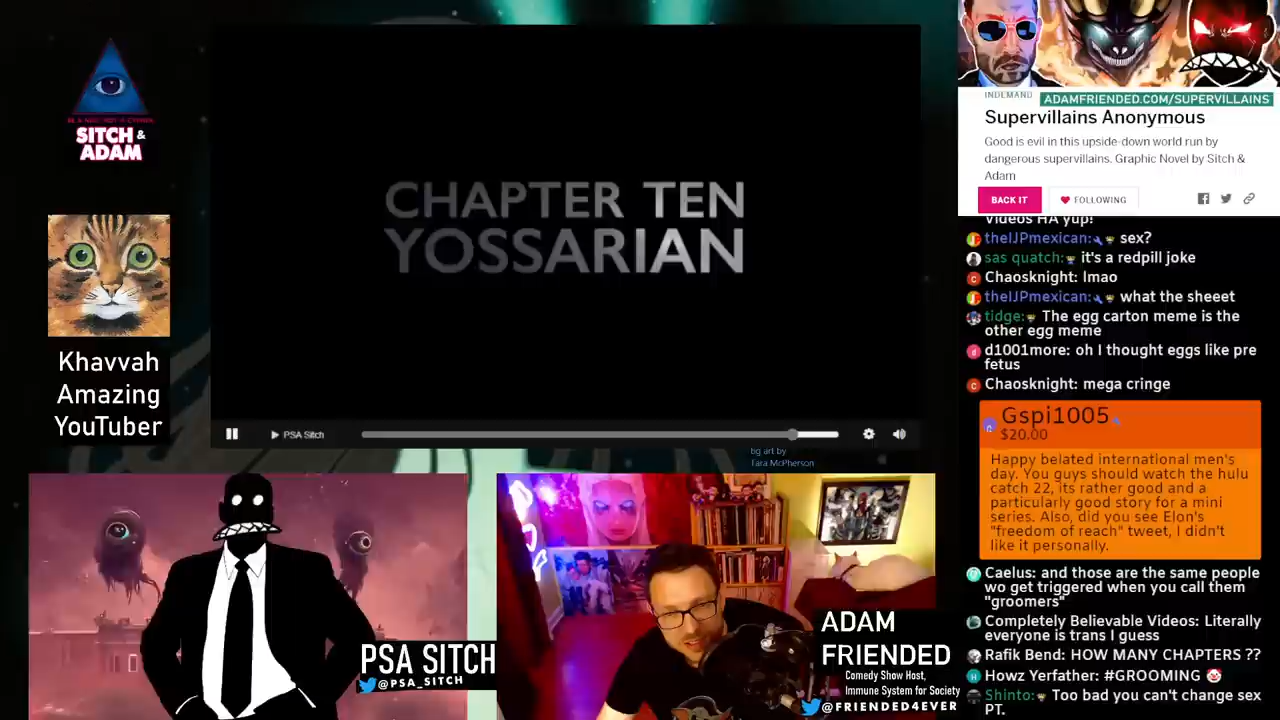 SITCH &
ADAM
Khavvah
Amazing
YouTuber
CHAPTER TEN
YOSSARIAN
PSA Sitch
bg art by
Tara McPherson
PSA SITCH
@PSA_SITCH
ADAM
FRIENDED
Comedy Show Host,
Immune System for Society
@FRIENDED4EVER
INDEMAND
ADAMFRIENDED.COM/SUPERVILLAINS
Supervillains Anonymous
Good is evil in this upside-down world run by
dangerous supervillains. Graphic Novel by Sitch &
Adam
BACK IT
FOLLOWING
Videos HA yup!
theIJPmexican: sex?
sas quatch: it's a redpill joke
Chaosknight: lmao
theIJPmexican: what the sheeet
tidge: The egg carton meme is the
other egg meme
d1001more: oh I thought eggs like pre
fetus
Chaosknight: mega cringe
Gspi1005
$20.00
Happy belated international men's
day. You guys should watch the hulu
catch 22, its rather good and a
particularly good story for a mini
series. Also, did you see Elon's
"freedom of reach" tweet, I didn't
like it personally.
Caelus: and those are the same people
wo get triggered when you call them
"groomers"
Completely Believable Videos: Literally
everyone is trans I guess
Rafik Bend: HOW MANY CHAPTERS ??
Howz Yerfather: #GROOMING 🤡
Shinto: Too bad you can't change sex
PT.